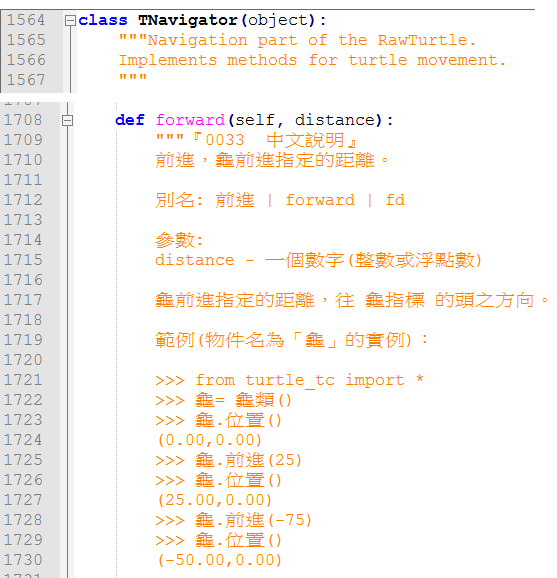 1564 class TNavigator(object):
1565 """Navigation part of the RawTurtle.
1566 Implements methods for turtle movement.
1567 """
1708 def forward(self, distance):
1709 """『0033  中文說明』
1710 前進，龜前進指定的距離。
1711
1712 別名: 前進 | forward | fd
1713
1714 參數:
1715 distance - 一個數字(整數或浮點數)
1716
1717 龜前進指定的距離，往 龜指標 的頭之方向。
1718
1719 範例(物件名為「龜」的實例)：
1720
1721 >>> from turtle_tc import *
1722 >>> 龜= 龜類()
1723 >>> 龜.位置()
1724 (0.00,0.00)
1725 >>> 龜.前進(25)
1726 >>> 龜.位置()
1727 (25.00,0.00)
1728 >>> 龜.前進(-75)
1729 >>> 龜.位置()
1730 (-50.00,0.00)